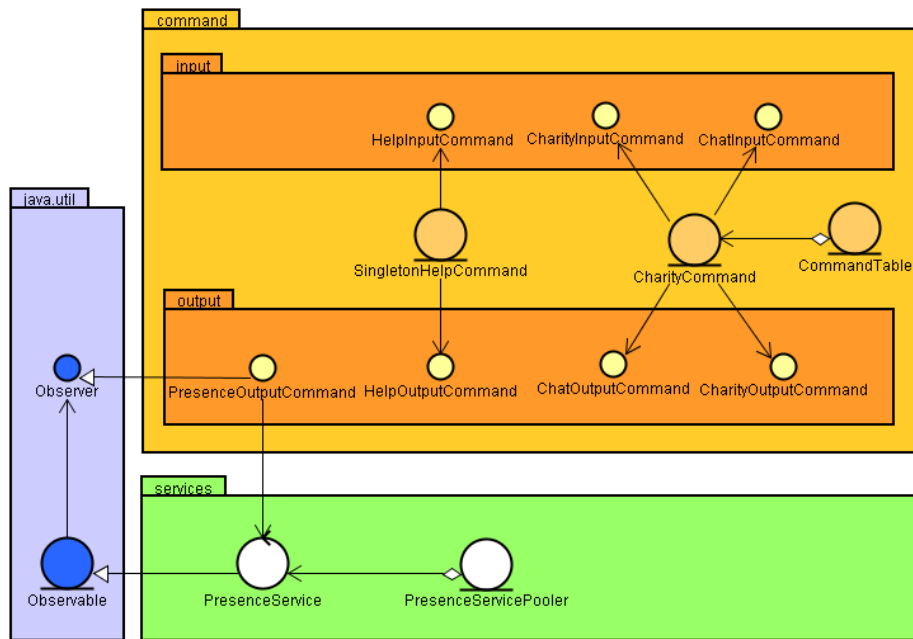 command
input
HelpInputCommand
CharityInputCommand
ChatInputCommand
java.util
SingletonHelpCommand
CharityCommand
CommandTable
output
Observer
PresenceOutputCommand
HelpOutputCommand
ChatOutputCommand
CharityOutputCommand
services
Observable
PresenceService
PresenceServicePooler